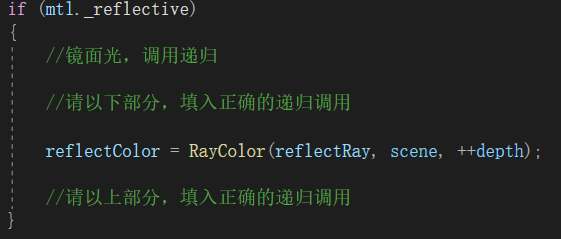 if (mtl._reflective)
{
//镜面光，调用递归
//请以下部分，填入正确的递归调用
reflectColor = RayColor(reflectRay, scene, ++depth);
//请以上部分，填入正确的递归调用
}